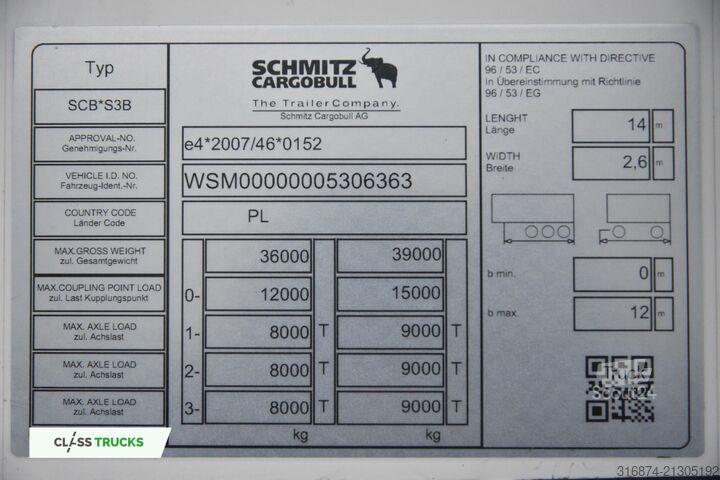 Typ
SCB*S3B
APPROVAL-NO.
Genehmigungs-Nr.
VEHICLE I.D. NO.
Fahrzeug-Ident.-Nr.
COUNTRY CODE
Länder Code
MAX.GROSS WEIGHT
zul. Gesamtgewicht
MAX.COUPLING POINT LOAD
zul. Last Kupplungspunkt
MAX. AXLE LOAD
zul. Achslast
MAX. AXLE LOAD
zul. Achslast
MAX. AXLE LOAD
zul. Achslast
SCHMITZ
CARGOBULL
The TrailerCompany.
Schmitz Cargobull AG
e4*2007/46*0152
WSM00000005306363
PL
36000 39000
0- 12000 15000
1- 8000 T 9000 T
2- 8000 T 9000 T
3- 8000 T 9000 T
kg kg
IN COMPLIANCE WITH DIRECTIVE
96 / 53 / EC
in Übereinstimmung mit Richtlinie
96 / 53 / EG
LENGHT
Länge
14 m
WIDTH
Breite
2,6 m
b min. 0 m
b max. 12 m
Truck
Scout24
CLASS TRUCKS
316874-21305192